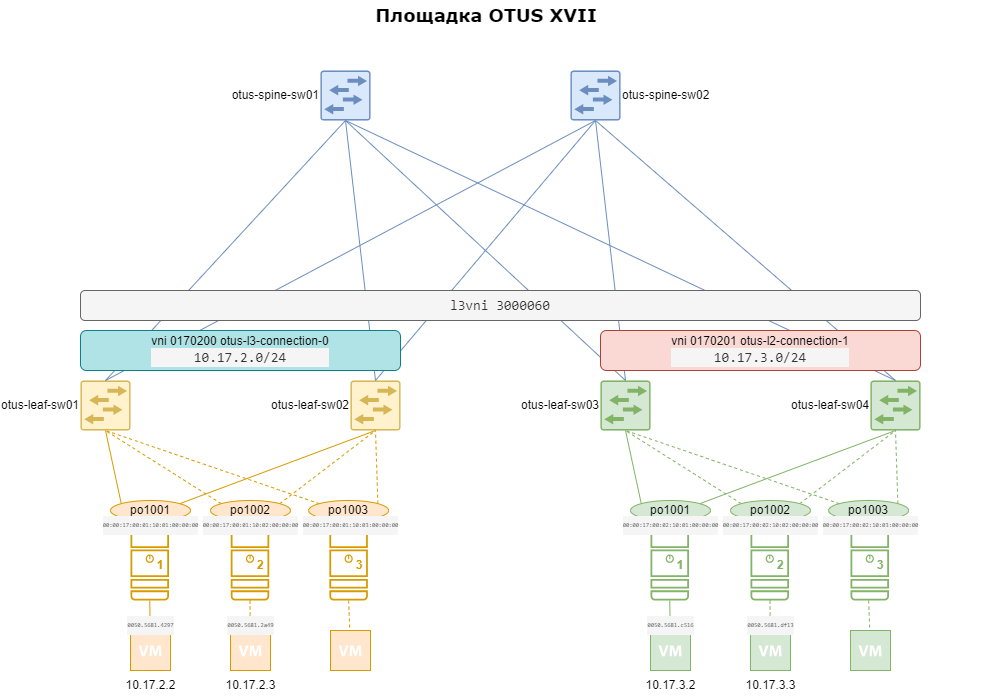 Площадка OTUS XVII
otus-spine-sw01
otus-spine-sw02
l3vni 3000060
vni 0170200 otus-l3-connection-0
10.17.2.0/24
vni 0170201 otus-l2-connection-1
10.17.3.0/24
otus-leaf-sw01
otus-leaf-sw02
otus-leaf-sw03
otus-leaf-sw04
po1001
po1002
po1003
po1001
po1002
po1003
00:00:17:00:01:10:01:00:00:00
00:00:17:00:01:10:02:00:00:00
00:00:17:00:01:10:03:00:00:00
00:00:17:00:02:10:01:00:00:00
00:00:17:00:02:10:02:00:00:00
00:00:17:00:02:10:03:00:00:00
1
2
3
1
2
3
0050.5681.4297
0050.5681.2a49
0050.5681.c516
0050.5681.df13
VM
VM
VM
VM
VM
VM
10.17.2.2
10.17.2.3
10.17.3.2
10.17.3.3